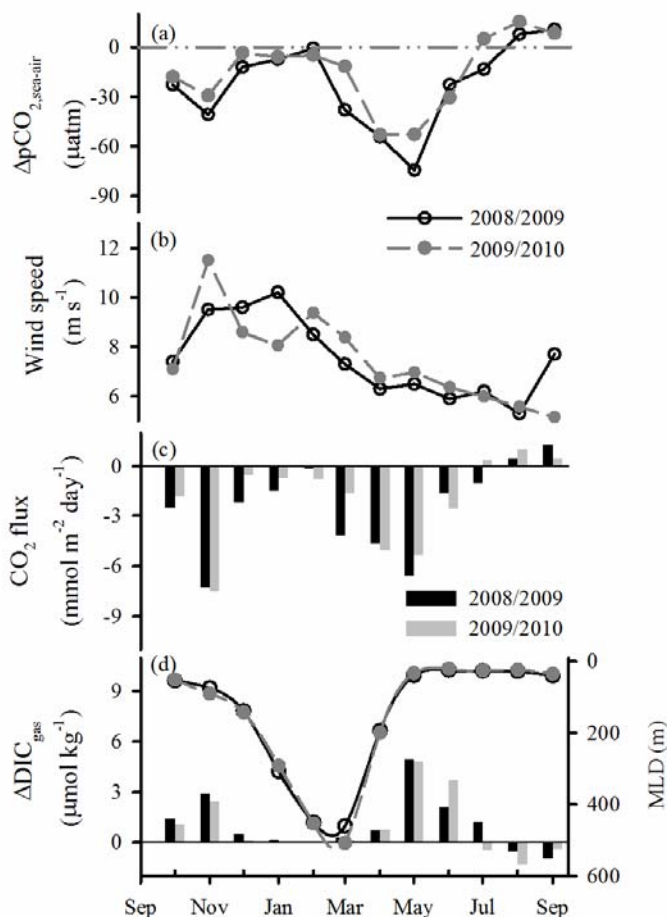 (a)
0
-30
-60
-90
ΔpCO2,sea-air
(μatm)
2008/2009
2009/2010
(b)
12
10
8
6
Wind speed
(m s-1)
(c)
0
-3
-6
-9
CO2 flux
(mmol m-2 day-1)
2008/2009
2009/2010
(d)
9
6
3
0
ΔDICgas
(μmol kg-1)
0
200
400
600
MLD (m)
Sep Nov Jan Mar May Jul Sep